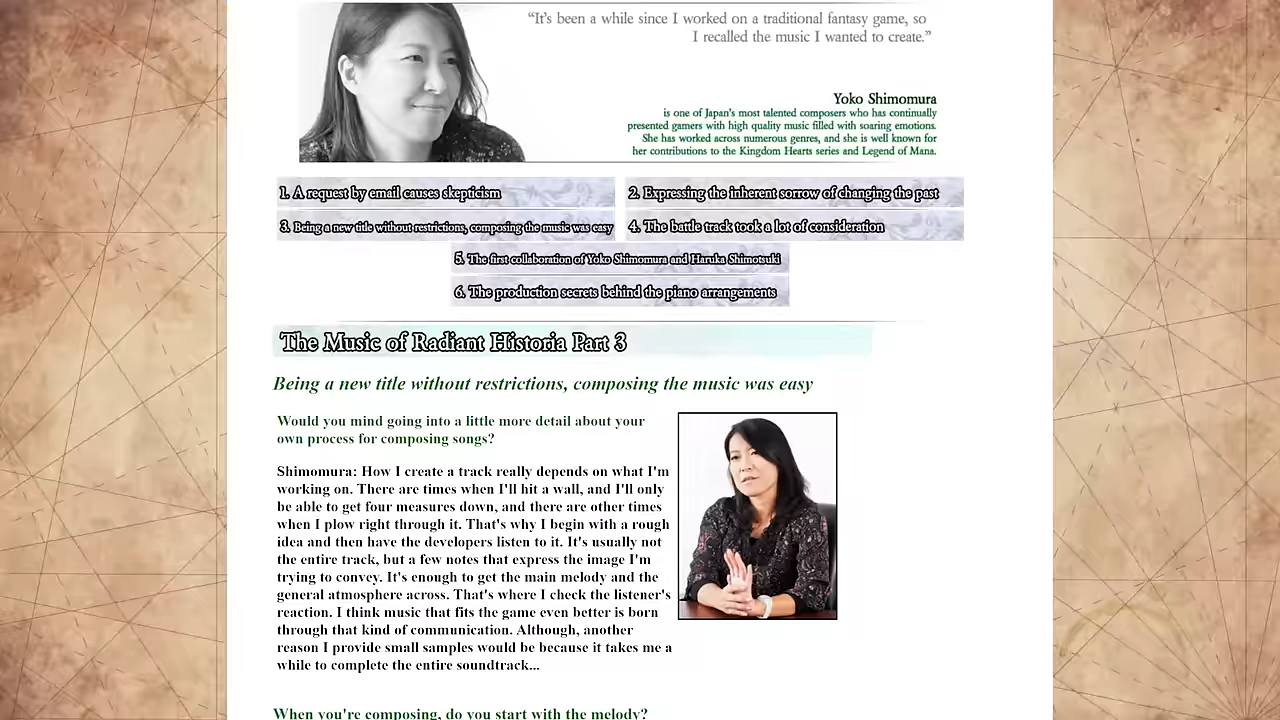 “It’s been a while since I worked on a traditional fantasy game, so
I recalled the music I wanted to create.”
Yoko Shimomura
is one of Japan’s most talented composers who has continually
presented gamers with high quality music filled with soaring emotions.
She has worked across numerous genres, and she is well known for
her contributions to the Kingdom Hearts series and Legend of Mana.
1. A request by email causes skepticism
2. Expressing the inherent sorrow of changing the past
3. Being a new title without restrictions, composing the music was easy
4. The battle track took a lot of consideration
5. The first collaboration of Yoko Shimomura and Haruka Shimotsuki
6. The production secrets behind the piano arrangements
The Music of Radiant Historia Part 3
Being a new title without restrictions, composing the music was easy
Would you mind going into a little more detail about your
own process for composing songs?
Shimomura: How I create a track really depends on what I'm
working on. There are times when I'll hit a wall, and I'll only
be able to get four measures down, and there are other times
when I plow right through it. That's why I begin with a rough
idea and then have the developers listen to it. It's usually not
the entire track, but a few notes that express the image I'm
trying to convey. It's enough to get the main melody and the
general atmosphere across. That's where I check the listener's
reaction. I think music that fits the game even better is born
through that kind of communication. Although, another
reason I provide small samples would be because it takes me a
while to complete the entire soundtrack...
When you're composing, do you start with the melody?